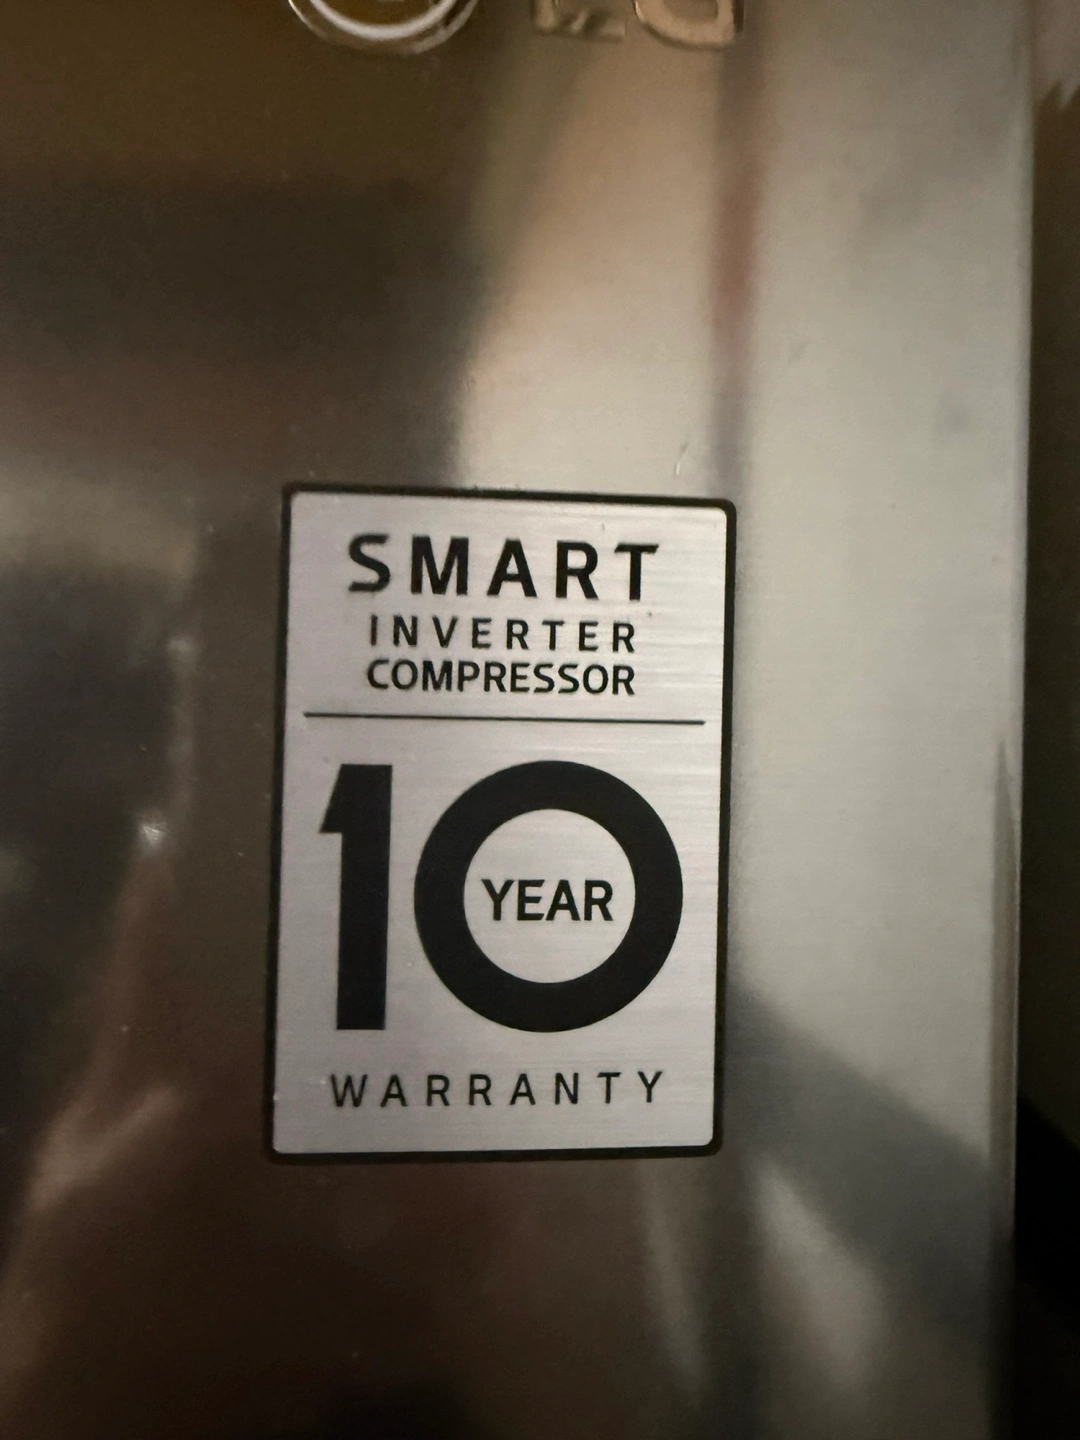 SMART
INVERTER
COMPRESSOR
10
YEAR
WARRANTY